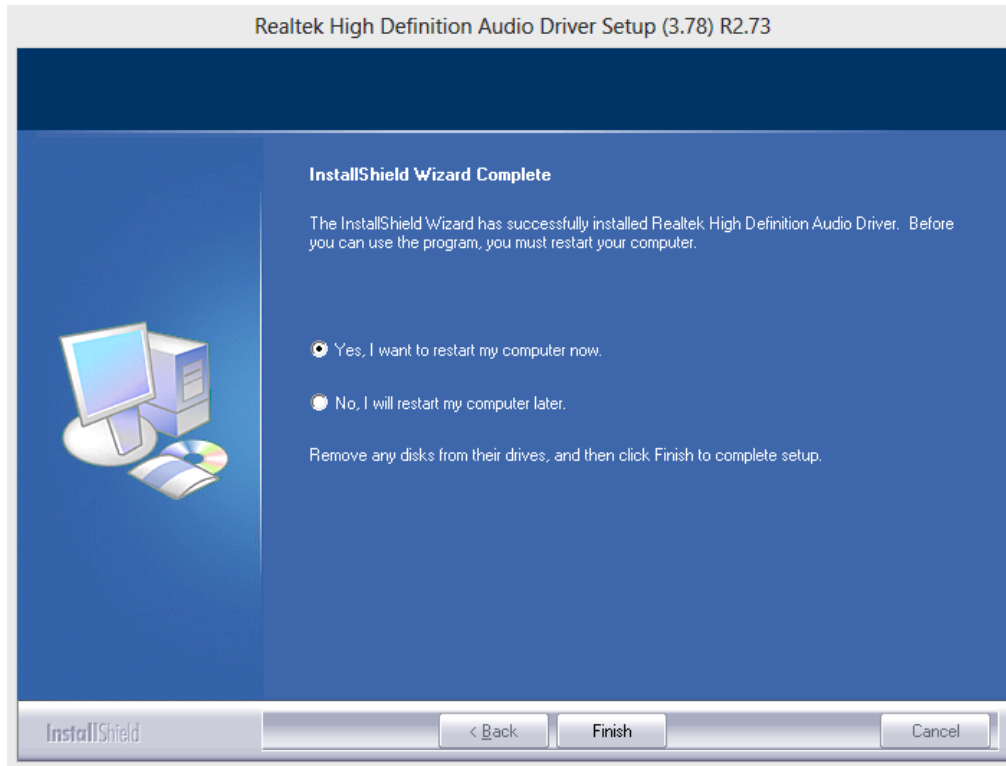 Realtek High Definition Audio Driver Setup (3.78) R2.73
InstallShield Wizard Complete
The InstallShield Wizard has successfully installed Realtek High Definition Audio Driver. Before
you can use the program, you must restart your computer.
Yes, I want to restart my computer now.
No, I will restart my computer later.
Remove any disks from their drives, and then click Finish to complete setup.
InstallShield
< Back
Finish
Cancel